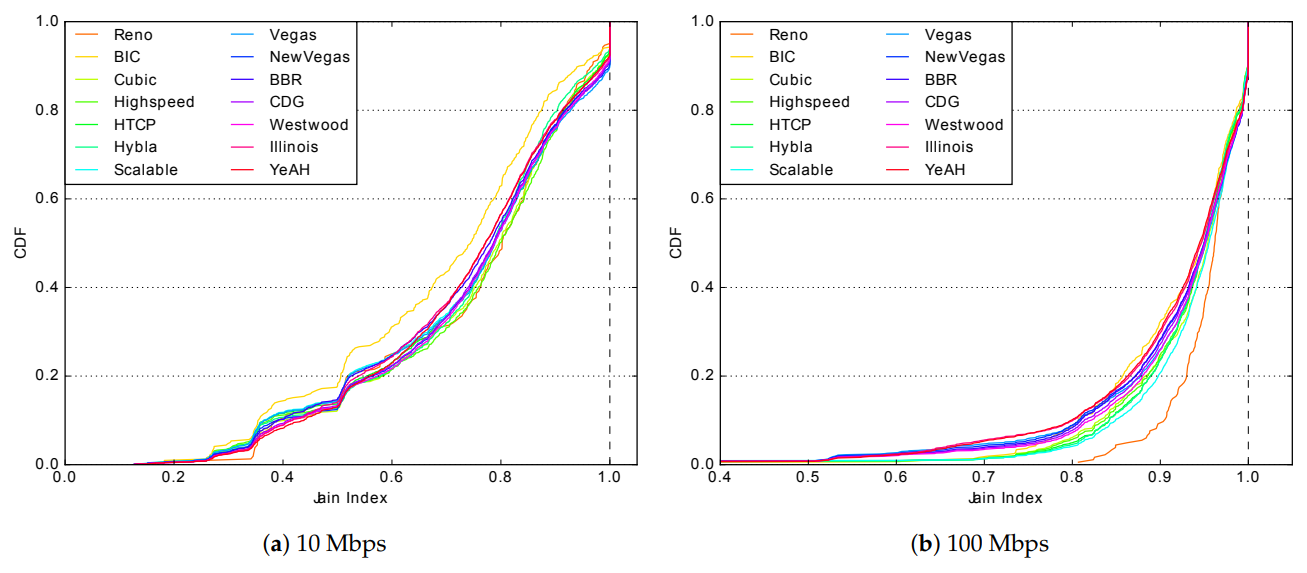 1.0
0.8
0.6
0.4
0.2
0.0
CDF
Reno
BIC
Cubic
Highspeed
HTCP
Hybla
Scalable
Vegas
NewVegas
BBR
CDG
Westwood
Illinois
YeAH
0.0 0.2 0.4 0.6 0.8 1.0
Jain Index
(a) 10 Mbps
1.0
0.8
0.6
0.4
0.2
0.0
CDF
Reno
BIC
Cubic
Highspeed
HTCP
Hybla
Scalable
Vegas
NewVegas
BBR
CDG
Westwood
Illinois
YeAH
0.4 0.5 0.6 0.7 0.8 0.9 1.0
Jain Index
(b) 100 Mbps